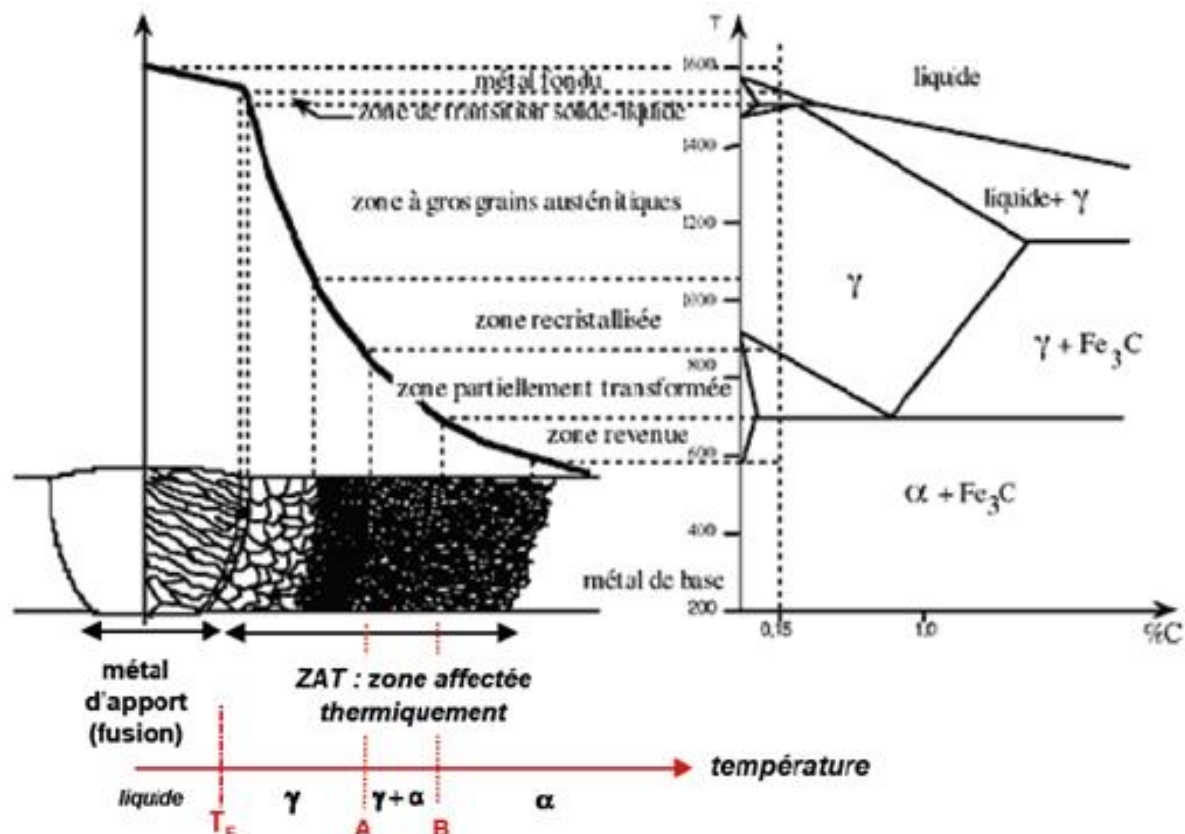 T
1600
métal fondu
liquide
zone de transition solide-liquide
1400
zone à gros grains austéniques
liquide+ γ
1200
γ
1000
zone recristallisée
γ + Fe3C
800
zone partiellement transformée
zone revenue
600
α + Fe3C
400
métal de base
200
0,15
1.0
%C
métal
d'apport
(fusion)
ZAT : zone affectée
thermiquement
température
liquide
γ
γ+α
α
TF
A
B